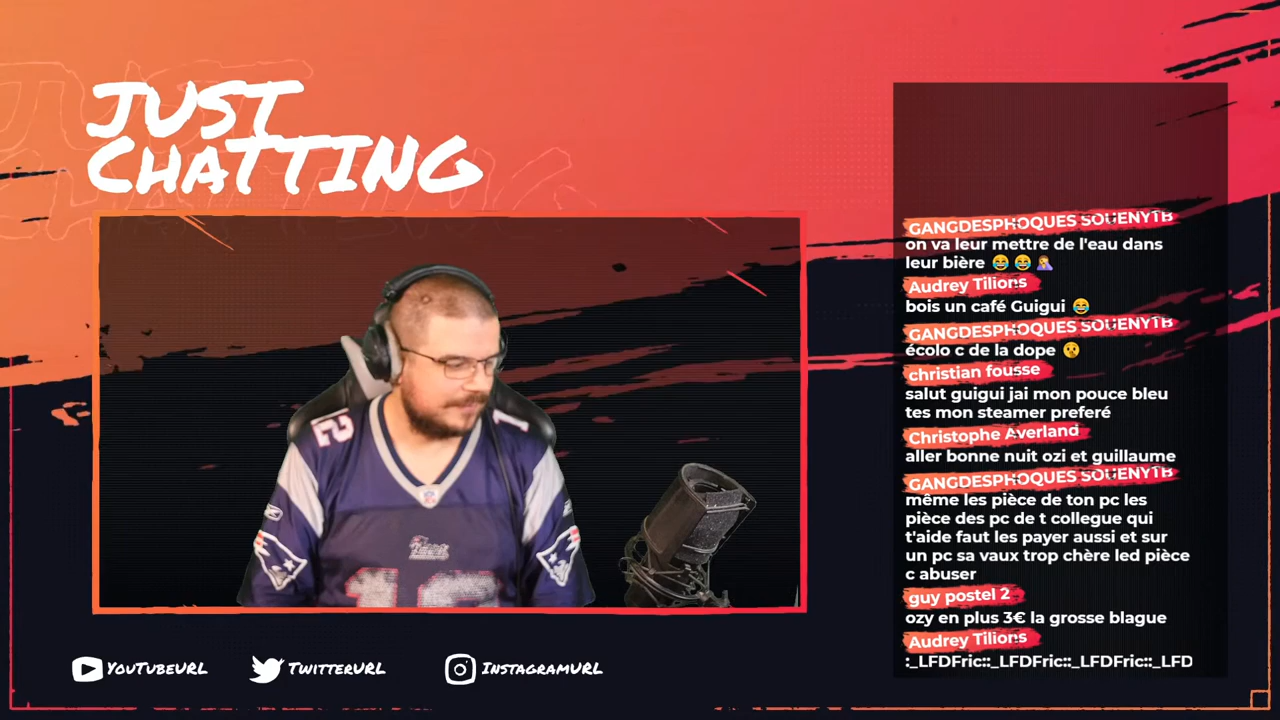 JUST
CHATTING
GANGDESPHOQUES SOUENYTB
on va leur mettre de l'eau dans
leur bière 😂 😂 🤦‍♀️
Audrey Tilions
bois un café Guigui 😂
GANGDESPHOQUES SOUENYTB
écolo c de la dope 🤫
christian fousse
salut guigui jai mon pouce bleu
tes mon steamer preferé
Christophe Averland
aller bonne nuit ozi et guillaume
GANGDESPHOQUES SOUENYTB
même les pièce de ton pc les
pièce des pc de t collegue qui
t'aide faut les payer aussi et sur
un pc sa vaux trop chère led pièce
c abuser
guy postel 2
ozy en plus 3€ la grosse blague
Audrey Tilions
:_LFDFric::_LFDFric::_LFDFric::_LFD
12
1
Patriots
12
YouTubeURL
TwitterURL
InstagramURL